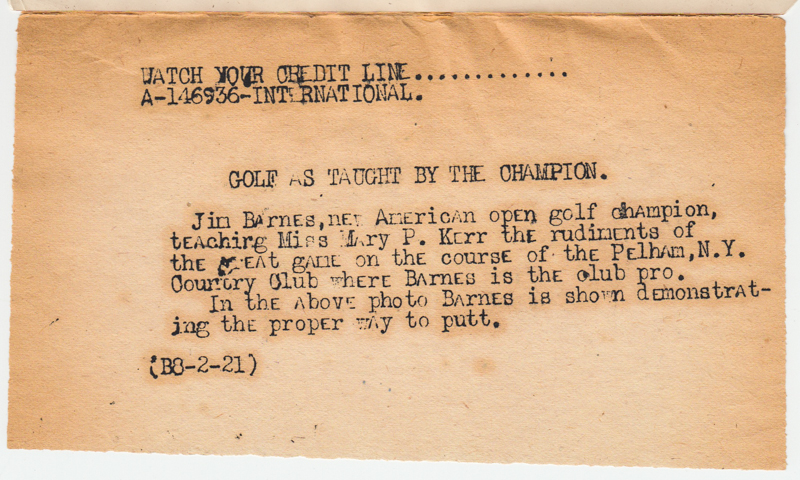 WATCH YOUR CREDIT LINE.............
A-146936-INTERNATIONAL.
GOLF AS TAUGHT BY THE CHAMPION.
Jim Barnes,new American open golf champion,
teaching Miss Mary P. Kerr the rudiments of
the great game on the course of the Pelham,N.Y.
Country Club where Barnes is the club pro.
In the above photo Barnes is shown demonstrat-
ing the proper way to putt.
(B8-2-21)